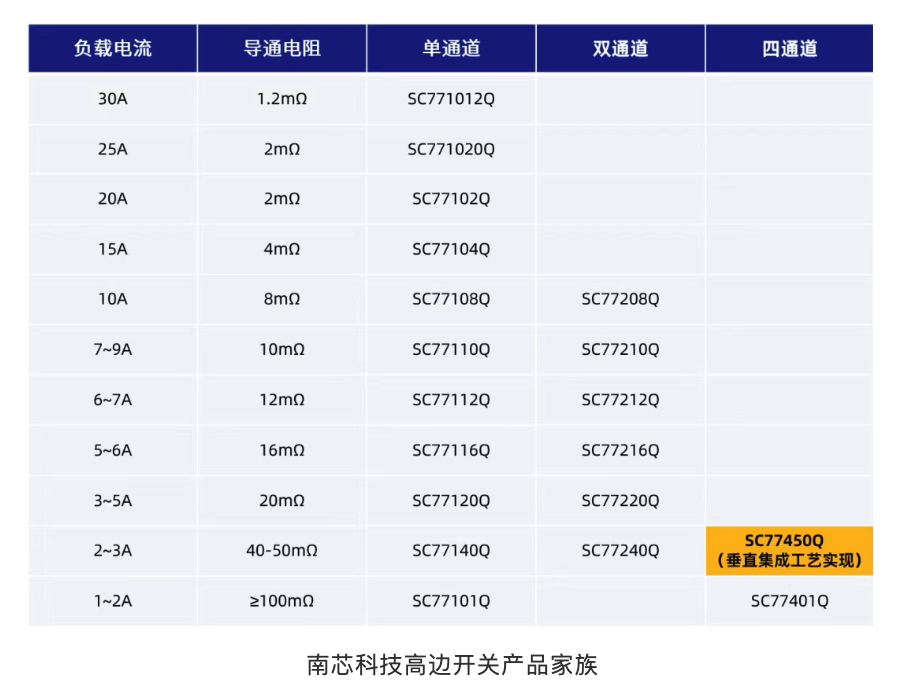 负载电流 导通电阻 单通道 双通道 四通道
30A 1.2mΩ SC771012Q
25A 2mΩ SC771020Q
20A 2mΩ SC77102Q
15A 4mΩ SC77104Q
10A 8mΩ SC77108Q SC77208Q
7~9A 10mΩ SC77110Q SC77210Q
6~7A 12mΩ SC77112Q SC77212Q
5~6A 16mΩ SC77116Q SC77216Q
3~5A 20mΩ SC77120Q SC77220Q
2~3A 40-50mΩ SC77140Q SC77240Q SC77450Q
（垂直集成工艺实现）
1~2A ≥100mΩ SC77101Q SC77401Q
南芯科技高边开关产品家族